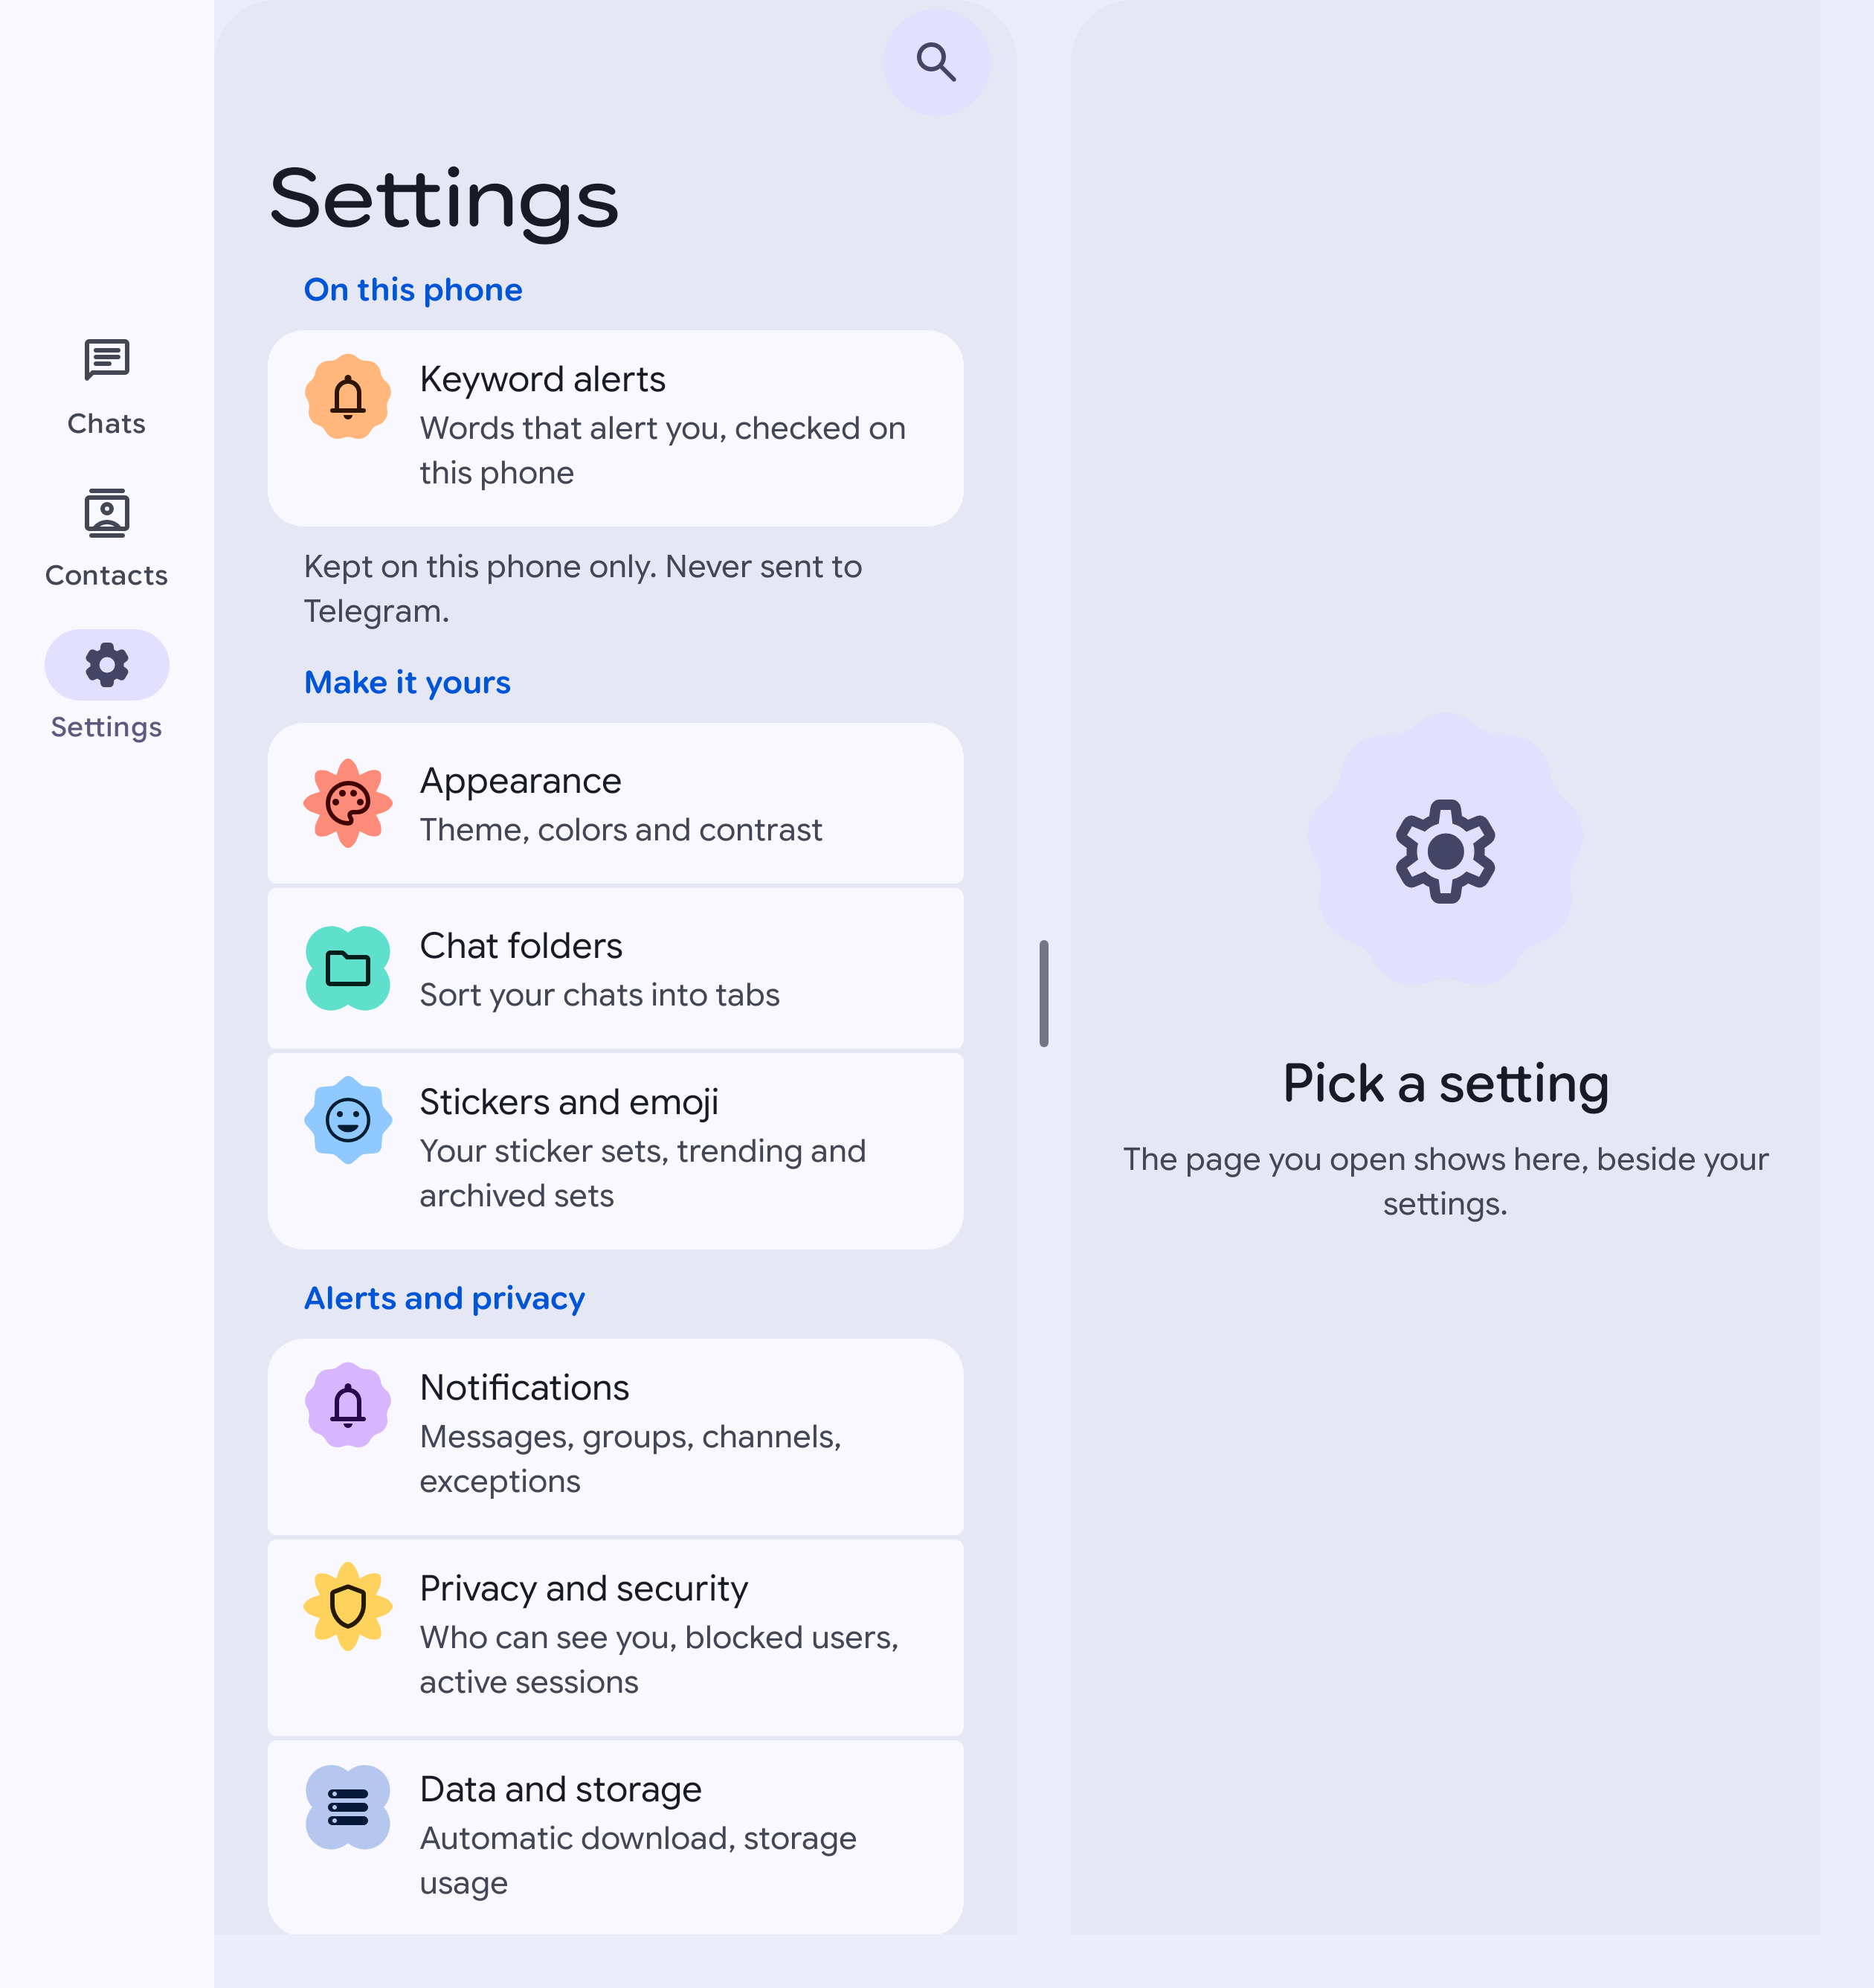 Chats
Contacts
Settings
Settings
On this phone
Keyword alerts
Words that alert you, checked on
this phone
Kept on this phone only. Never sent to
Telegram.
Make it yours
Appearance
Theme, colors and contrast
Chat folders
Sort your chats into tabs
Stickers and emoji
Your sticker sets, trending and
archived sets
Alerts and privacy
Notifications
Messages, groups, channels,
exceptions
Privacy and security
Who can see you, blocked users,
active sessions
Data and storage
Automatic download, storage
usage
Pick a setting
The page you open shows here, beside your
settings.